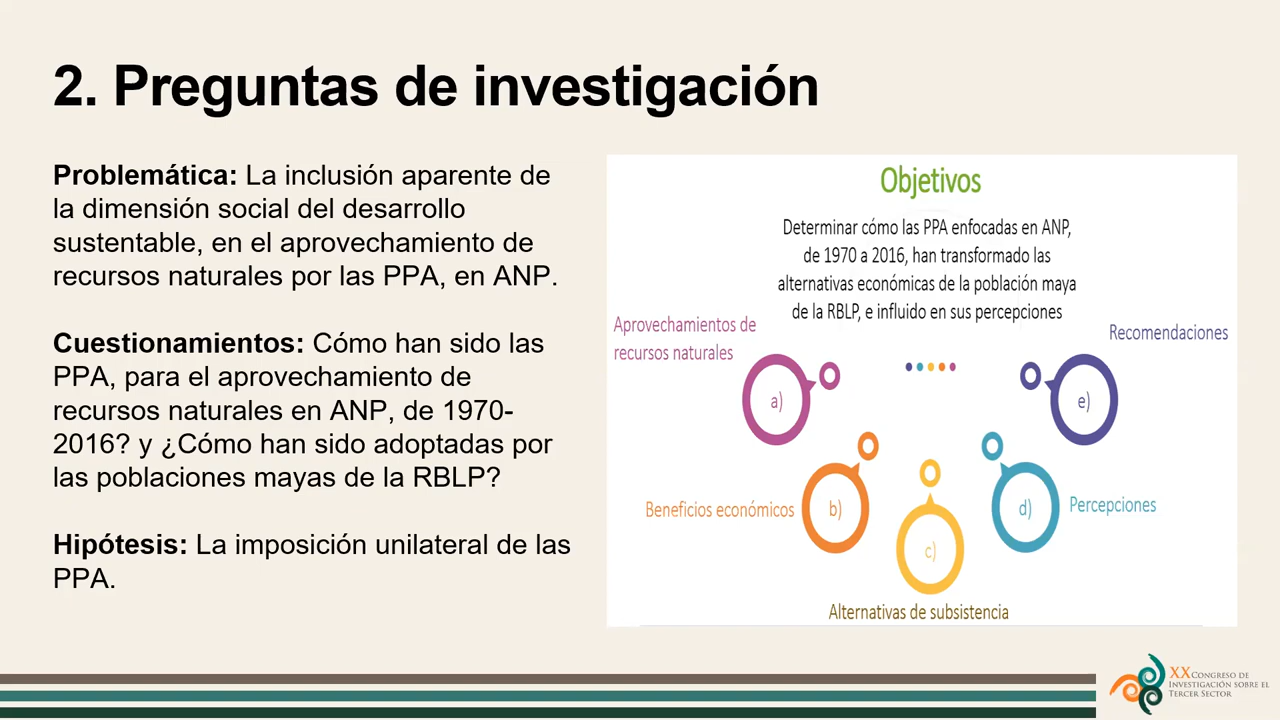 2. Preguntas de investigación
Problemática: La inclusión aparente de
la dimensión social del desarrollo
sustentable, en el aprovechamiento de
recursos naturales por las PPA, en ANP.
Cuestionamientos: Cómo han sido las
PPA, para el aprovechamiento de
recursos naturales en ANP, de 1970-
2016? y ¿Cómo han sido adoptadas por
las poblaciones mayas de la RBLP?
Hipótesis: La imposición unilateral de las
PPA.
Objetivos
Determinar cómo las PPA enfocadas en ANP,
de 1970 a 2016, han transformado las
alternativas económicas de la población maya
de la RBLP, e influido en sus percepciones
Aprovechamientos de
recursos naturales
Recomendaciones
a)
e)
Beneficios económicos
b)
d)
Percepciones
c)
Alternativas de subsistencia
XX CONGRESO DE
INVESTIGACIÓN SOBRE EL
TERCER SECTOR